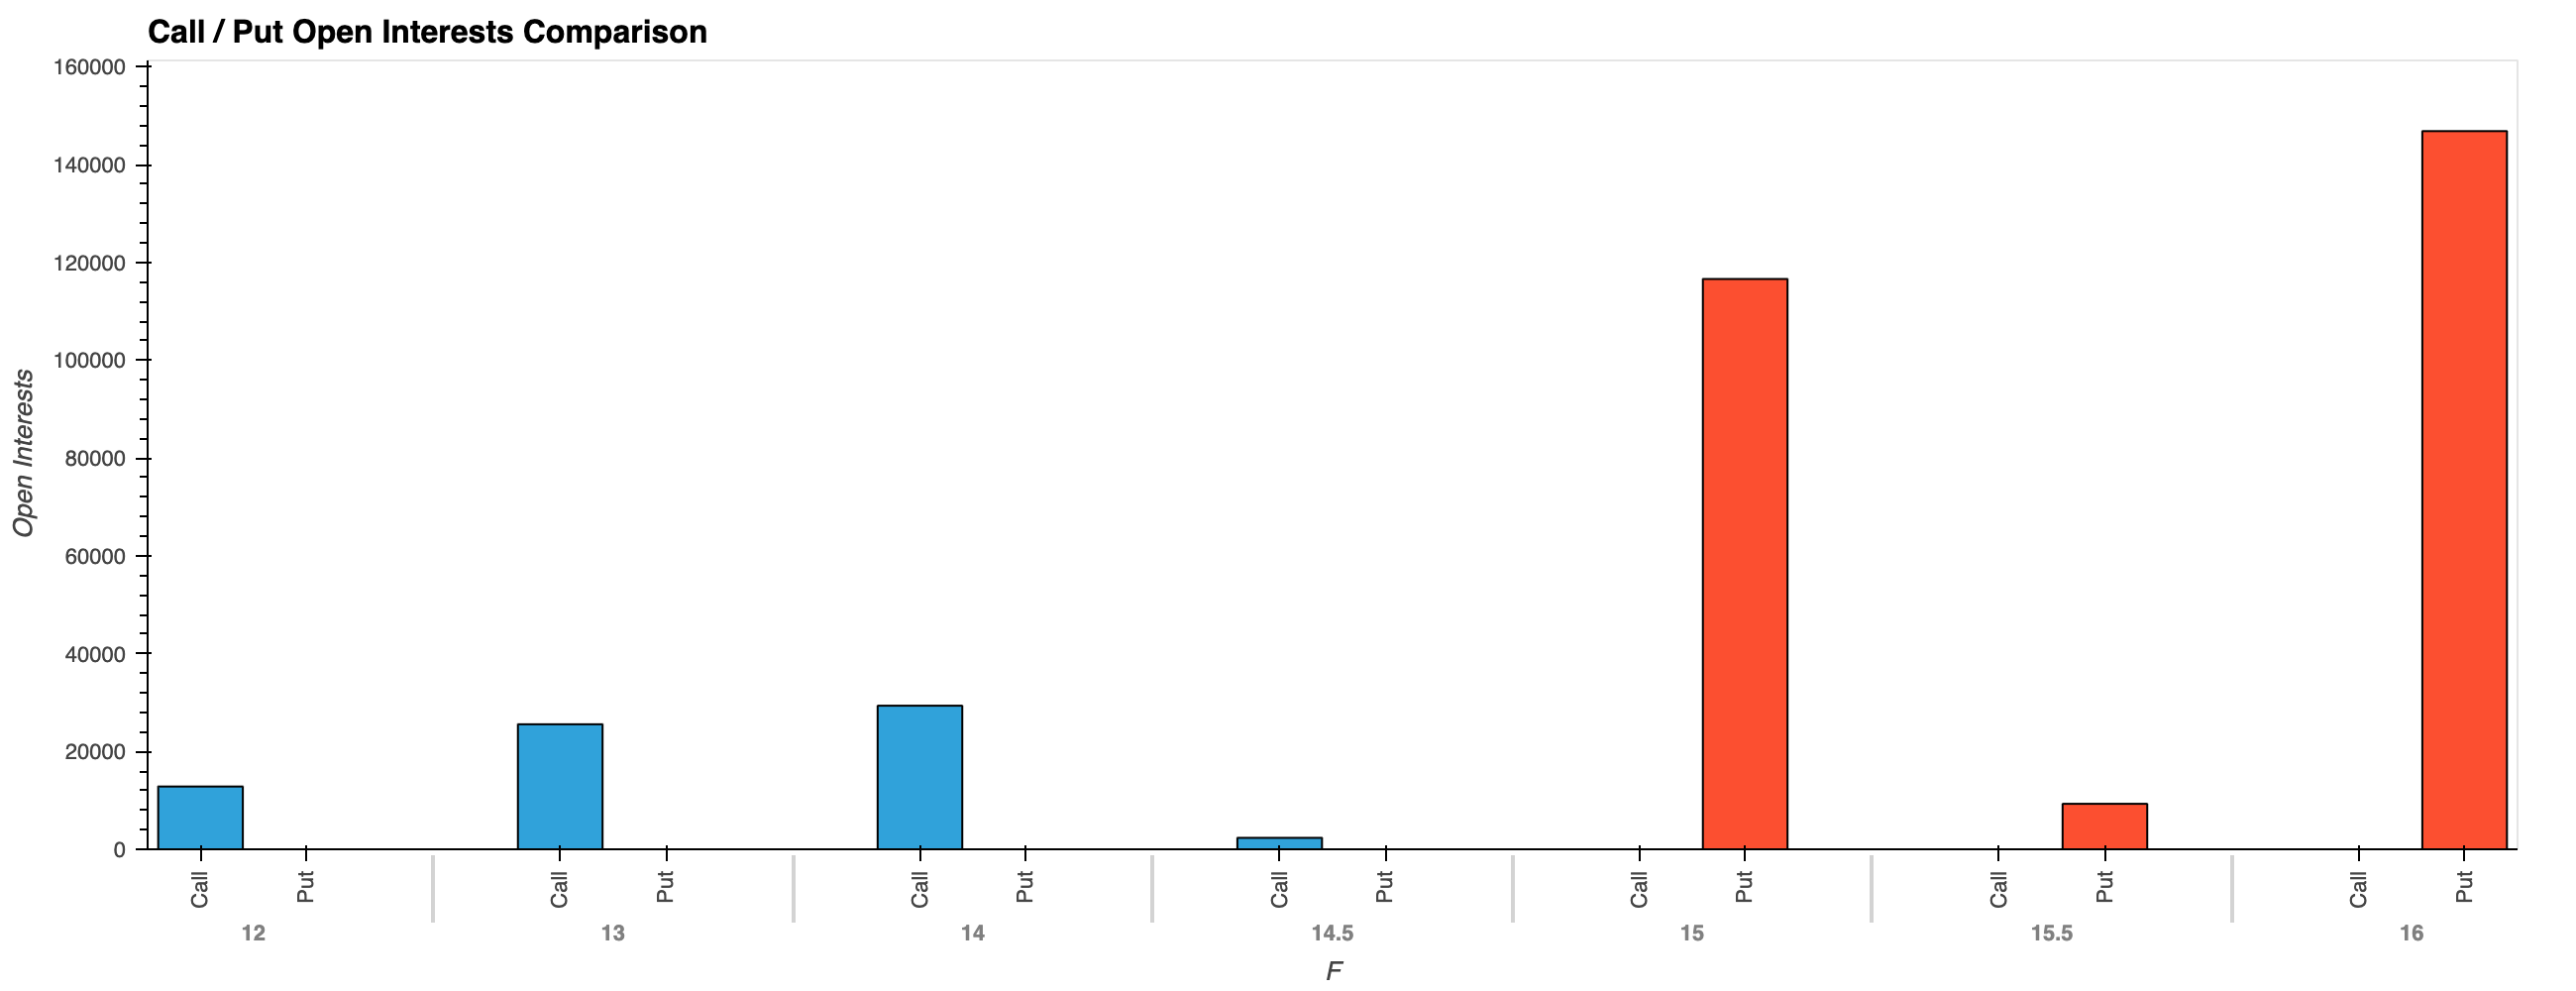 Call / Put Open Interests Comparison
160000
140000
120000
100000
80000
60000
40000
20000
0
Open Interests
Call Put Call Put Call Put Call Put Call Put Call Put Call Put
12 13 14 14.5 15 15.5 16
F